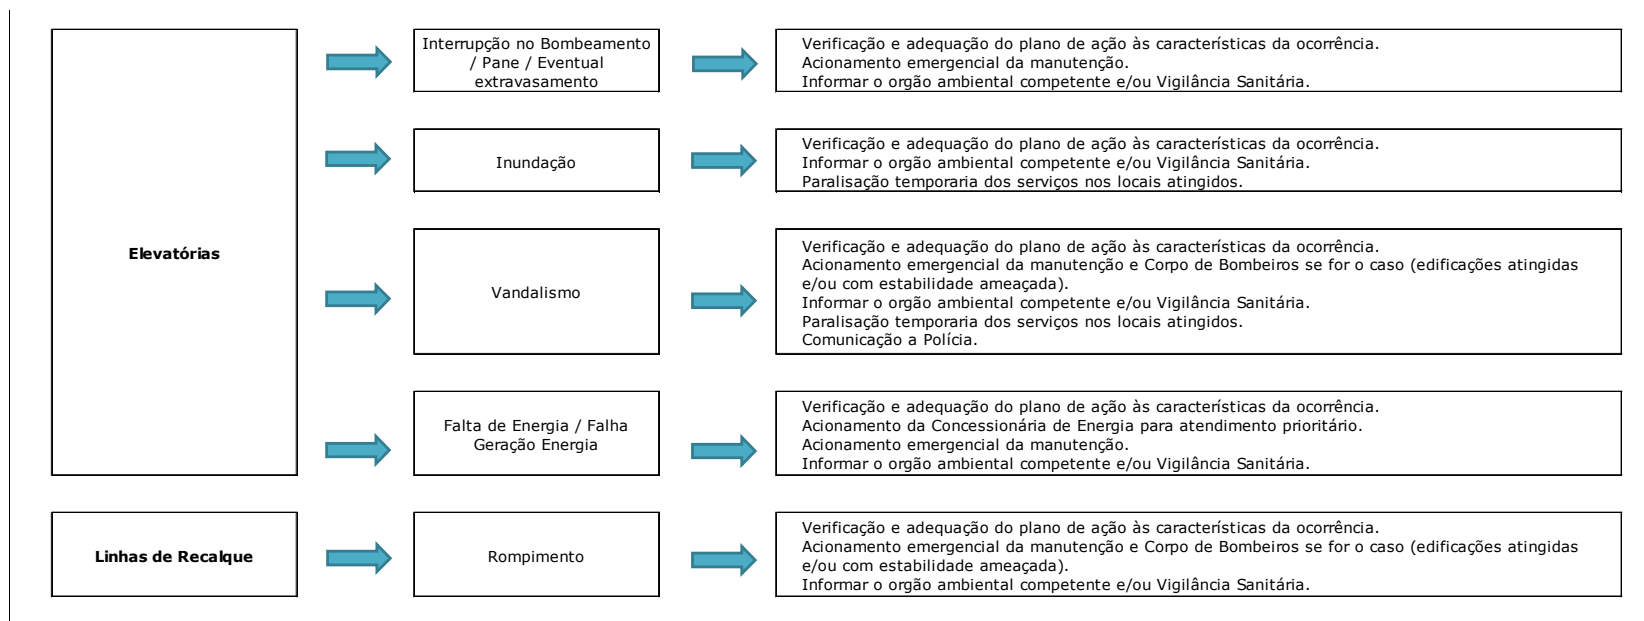 Interrupção no Bombeamento
/ Pane / Eventual
extravasamento
Verificação e adequação do plano de ação às características da ocorrência.
Acionamento emergencial da manutenção.
Informar o orgão ambiental competente e/ou Vigilância Sanitária.
Inundação
Verificação e adequação do plano de ação às características da ocorrência.
Informar o orgão ambiental competente e/ou Vigilância Sanitária.
Paralisação temporaria dos serviços nos locais atingidos.
Elevatórias
Vandalismo
Verificação e adequação do plano de ação às características da ocorrência.
Acionamento emergencial da manutenção e Corpo de Bombeiros se for o caso (edificações atingidas
e/ou com estabilidade ameaçada).
Informar o orgão ambiental competente e/ou Vigilância Sanitária.
Paralisação temporaria dos serviços nos locais atingidos.
Comunicação a Polícia.
Falta de Energia / Falha
Geração Energia
Verificação e adequação do plano de ação às características da ocorrência.
Acionamento da Concessionária de Energia para atendimento prioritário.
Acionamento emergencial da manutenção.
Informar o orgão ambiental competente e/ou Vigilância Sanitária.
Linhas de Recalque
Rompimento
Verificação e adequação do plano de ação às características da ocorrência.
Acionamento emergencial da manutenção e Corpo de Bombeiros se for o caso (edificações atingidas
e/ou com estabilidade ameaçada).
Informar o orgão ambiental competente e/ou Vigilância Sanitária.